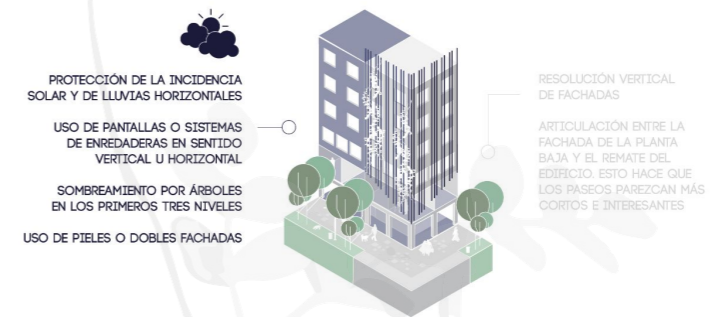 PROTECCIÓN DE LA INCIDENCIA
SOLAR Y DE LLUVIAS HORIZONTALES
USO DE PANTALLAS O SISTEMAS
DE ENREDADERAS EN SENTIDO
VERTICAL U HORIZONTAL
SOMBREAMIENTO POR ÁRBOLES
EN LOS PRIMEROS TRES NIVELES
USO DE PIELES O DOBLES FACHADAS
RESOLUCIÓN VERTICAL
DE FACHADAS
ARTICULACIÓN ENTRE LA
FACHADA DE LA PLANTA
BAJA Y EL REMATE DEL
EDIFICIO. ESTO HACE QUE
LOS PASEOS PAREZCAN MÁS
CORTOS E INTERESANTES